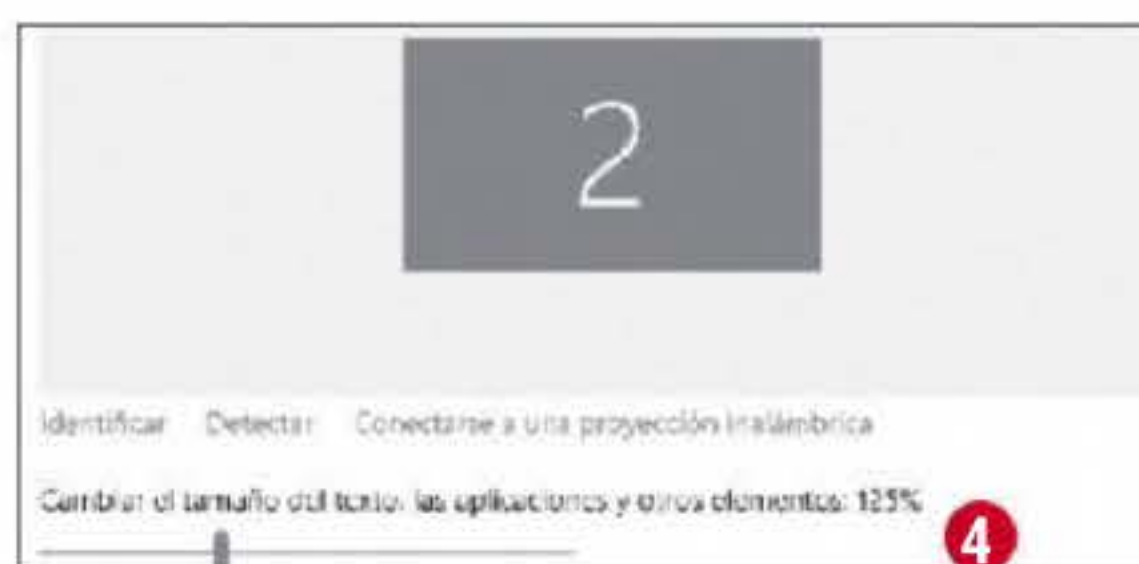 2
Identificar Detectar Conectarse a una proyección inalámbrica
Cambiar el tamaño del texto, las aplicaciones y otros elementos: 125%
4